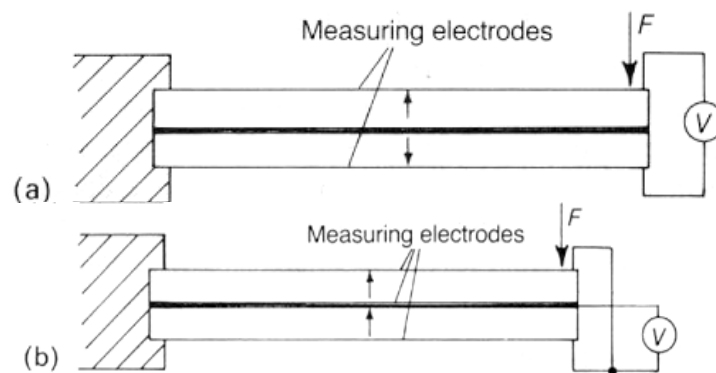 Measuring electrodes
F
V
(a)
F
Measuring electrodes
V
(b)